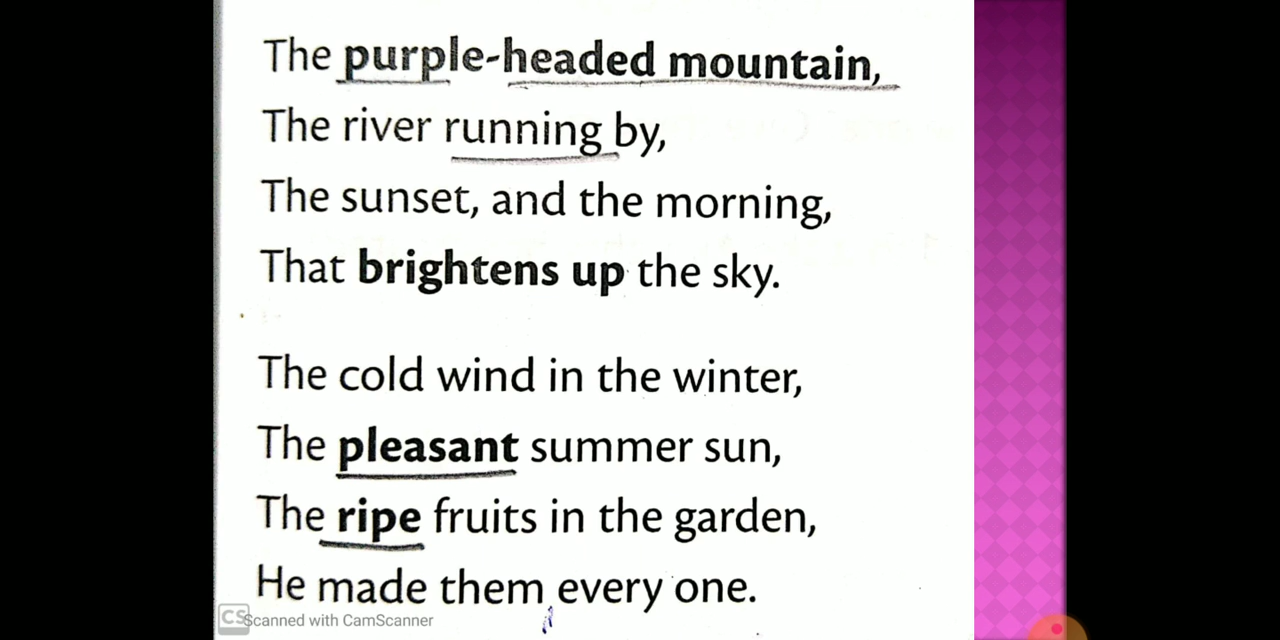 The purple-headed mountain,
The river running by,
The sunset, and the morning,
That brightens up the sky.
The cold wind in the winter,
The pleasant summer sun,
The ripe fruits in the garden,
He made them every one.
CS Scanned with CamScanner